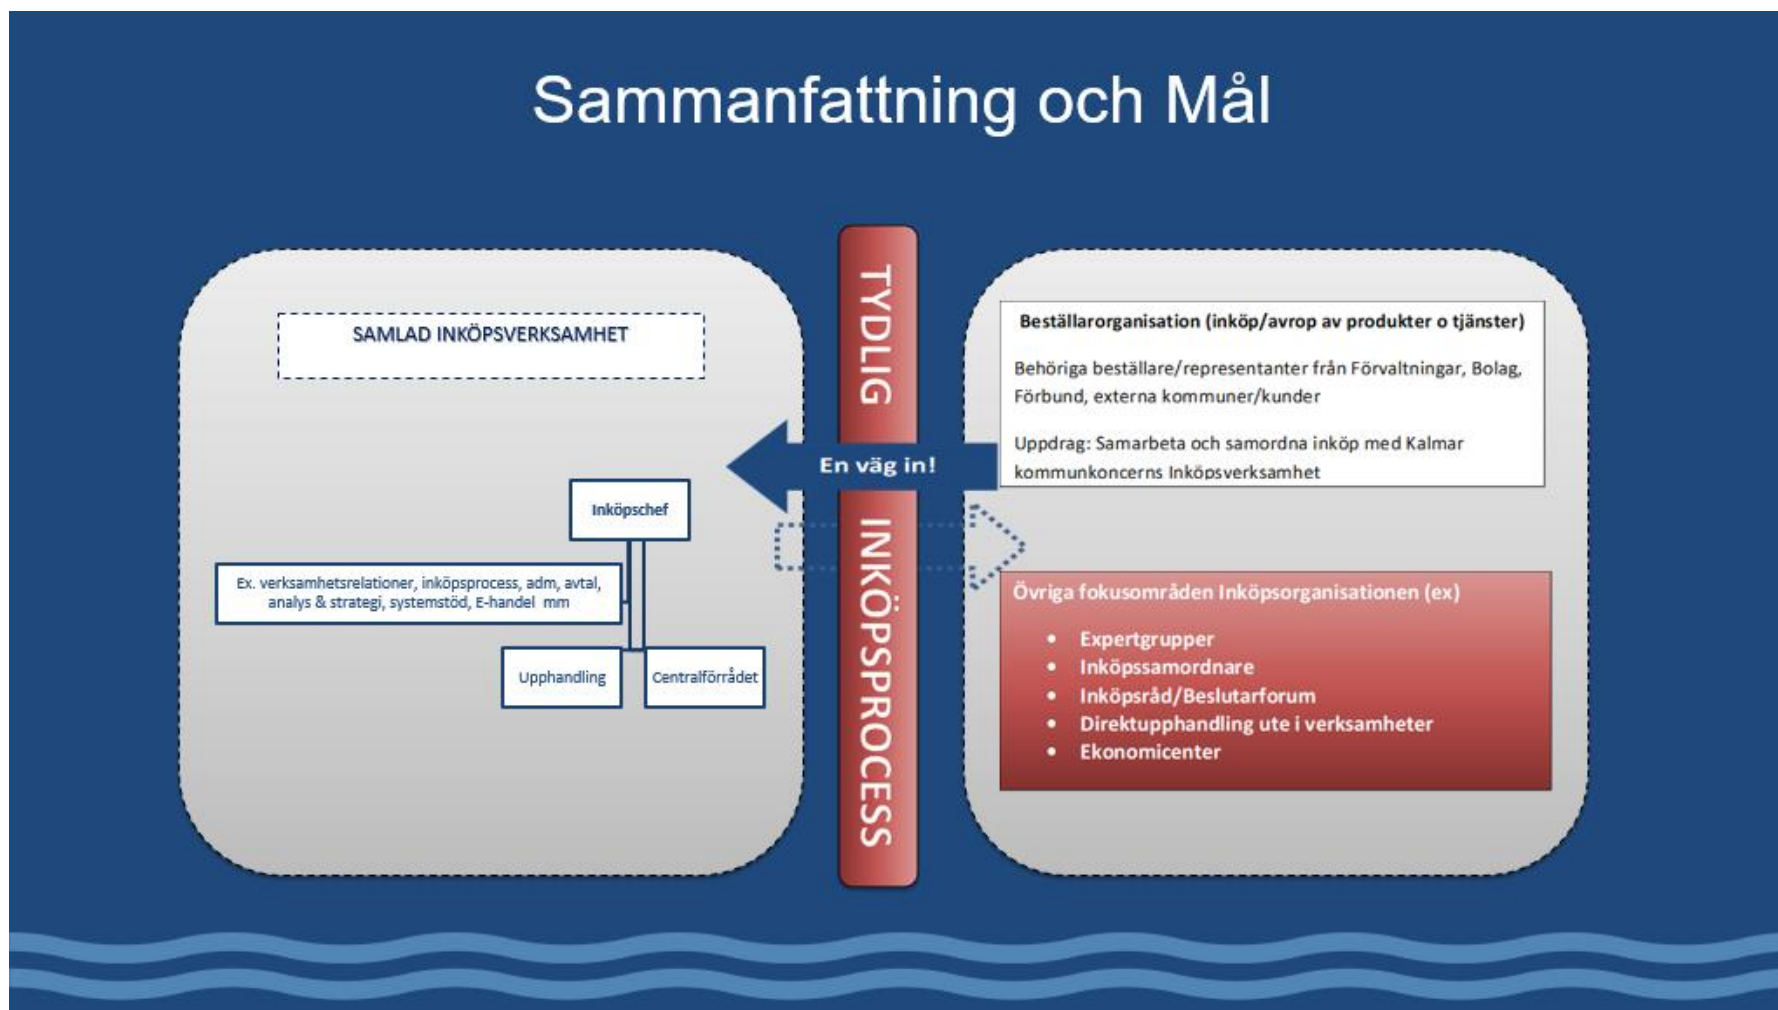 Sammanfattning och Mål
SAMLAD INKÖPSVERKSAMHET
Inköpschef
Ex. verksamhetsrelationer, inköpsprocess, adm, avtal,
analys & strategi, systemstöd, E-handel  mm
Upphandling
Centralförrådet
TYDLIG INKÖPSPROCESS
En väg in!
Beställarorganisation (inköp/avrop av produkter o tjänster)
Behöriga beställare/representanter från Förvaltningar, Bolag,
Förbund, externa kommuner/kunder
Uppdrag: Samarbeta och samordna inköp med Kalmar
kommunkoncerns Inköpsverksamhet
Övriga fokusområden Inköpsorganisationen (ex)
• Expertgrupper
• Inköpssamordnare
• Inköpsråd/Beslutarforum
• Direktupphandling ute i verksamheter
• Ekonomicenter